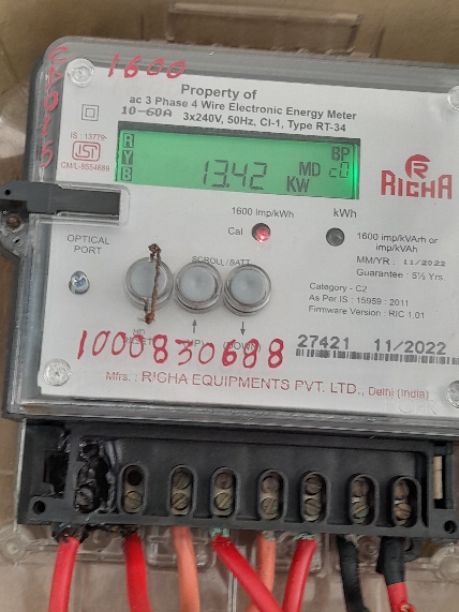 1600
Property of
ac 3 Phase 4 Wire Electronic Energy Meter
10-60A 3x240V, 50Hz, Cl-1, Type RT-34
IS : 13779-
ISI
CM/L-8554689
R
Y
B
13.42
MD
KW
BP
c0
R
RICHA
1600 imp/kWh
Cal
kWh
1600 imp/kVArh or
imp/kVAh
MM/YR : 11/2022
Guarantee : 5½ Yrs.
OPTICAL
PORT
SCROLL/BATT.
Category - C2
As Per IS : 15959 : 2011
Firmware Version : RIC 1.01
MD
1000830688
27421 11/2022
Mfrs. : RICHA EQUIPMENTS PVT. LTD., Delhi (India)